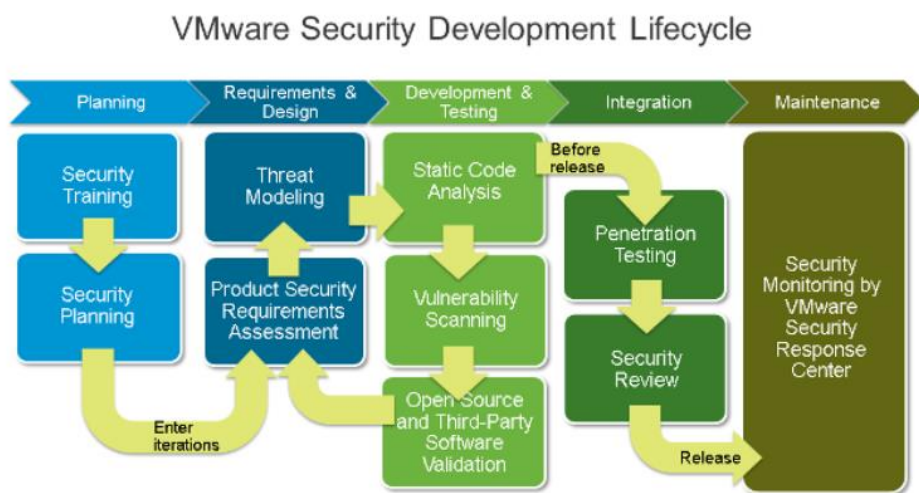 VMware Security Development Lifecycle
Planning
Requirements &
Design
Development &
Testing
Integration
Maintenance
Security
Training
Security
Planning
Enter
iterations
Threat
Modeling
Product Security
Requirements
Assessment
Static Code
Analysis
Vulnerability
Scanning
Open Source
and Third-Party
Software
Validation
Before
release
Penetration
Testing
Security
Review
Release
Security
Monitoring by
VMware
Security
Response
Center